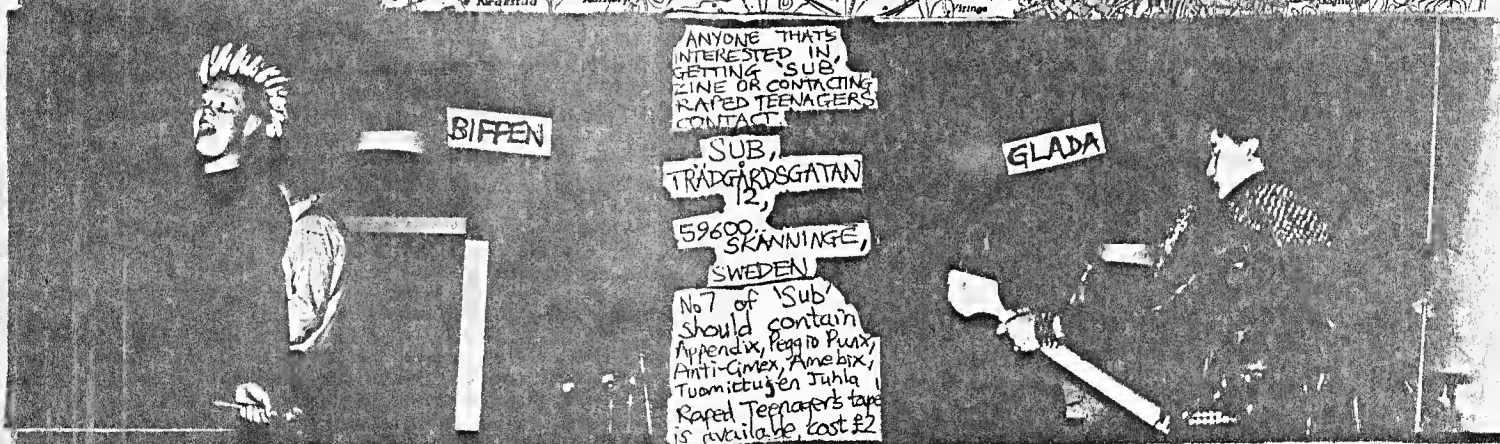 Viringe
ANYONE THATS
INTERESTED IN
GETTING 'SUB'
ZINE OR CONTACTING
RAPED TEENAGERS
CONTACT:
BIFFEN
SUB,
TRÄDGÅRDSGATAN
12,
59600..
SKÄNNINGE,
SWEDEN
GLADA
No7 of 'Sub'
should contain
Appendix, Peggio Punx,
Anti-Cimex, Amebix,
Tuomittujen Juhla
Raped Teenagers tape
is available, cost £2